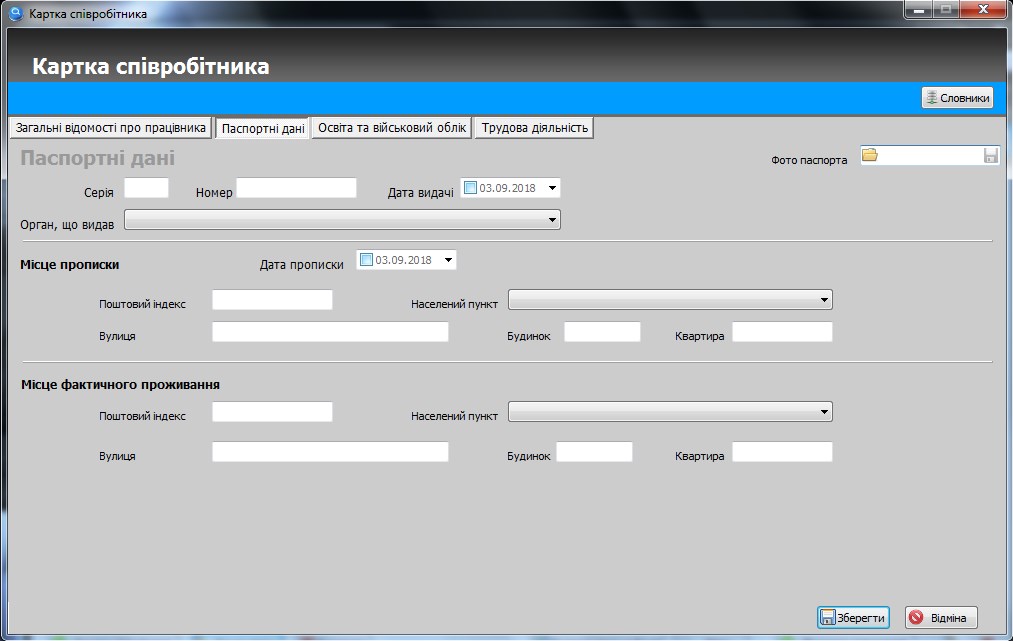 Картка співробітника
Картка співробітника
Словники
Загальні відомості про працівника Паспортні дані Освіта та військовий облік Трудова діяльність
Паспортні дані Фото паспорта
Серія Номер Дата видачі 03.09.2018
Орган, що видав
Місце прописки Дата прописки 03.09.2018
Поштовий індекс Населений пункт
Вулиця Будинок Квартира
Місце фактичного проживання
Поштовий індекс Населений пункт
Вулиця Будинок Квартира
Зберегти Відміна